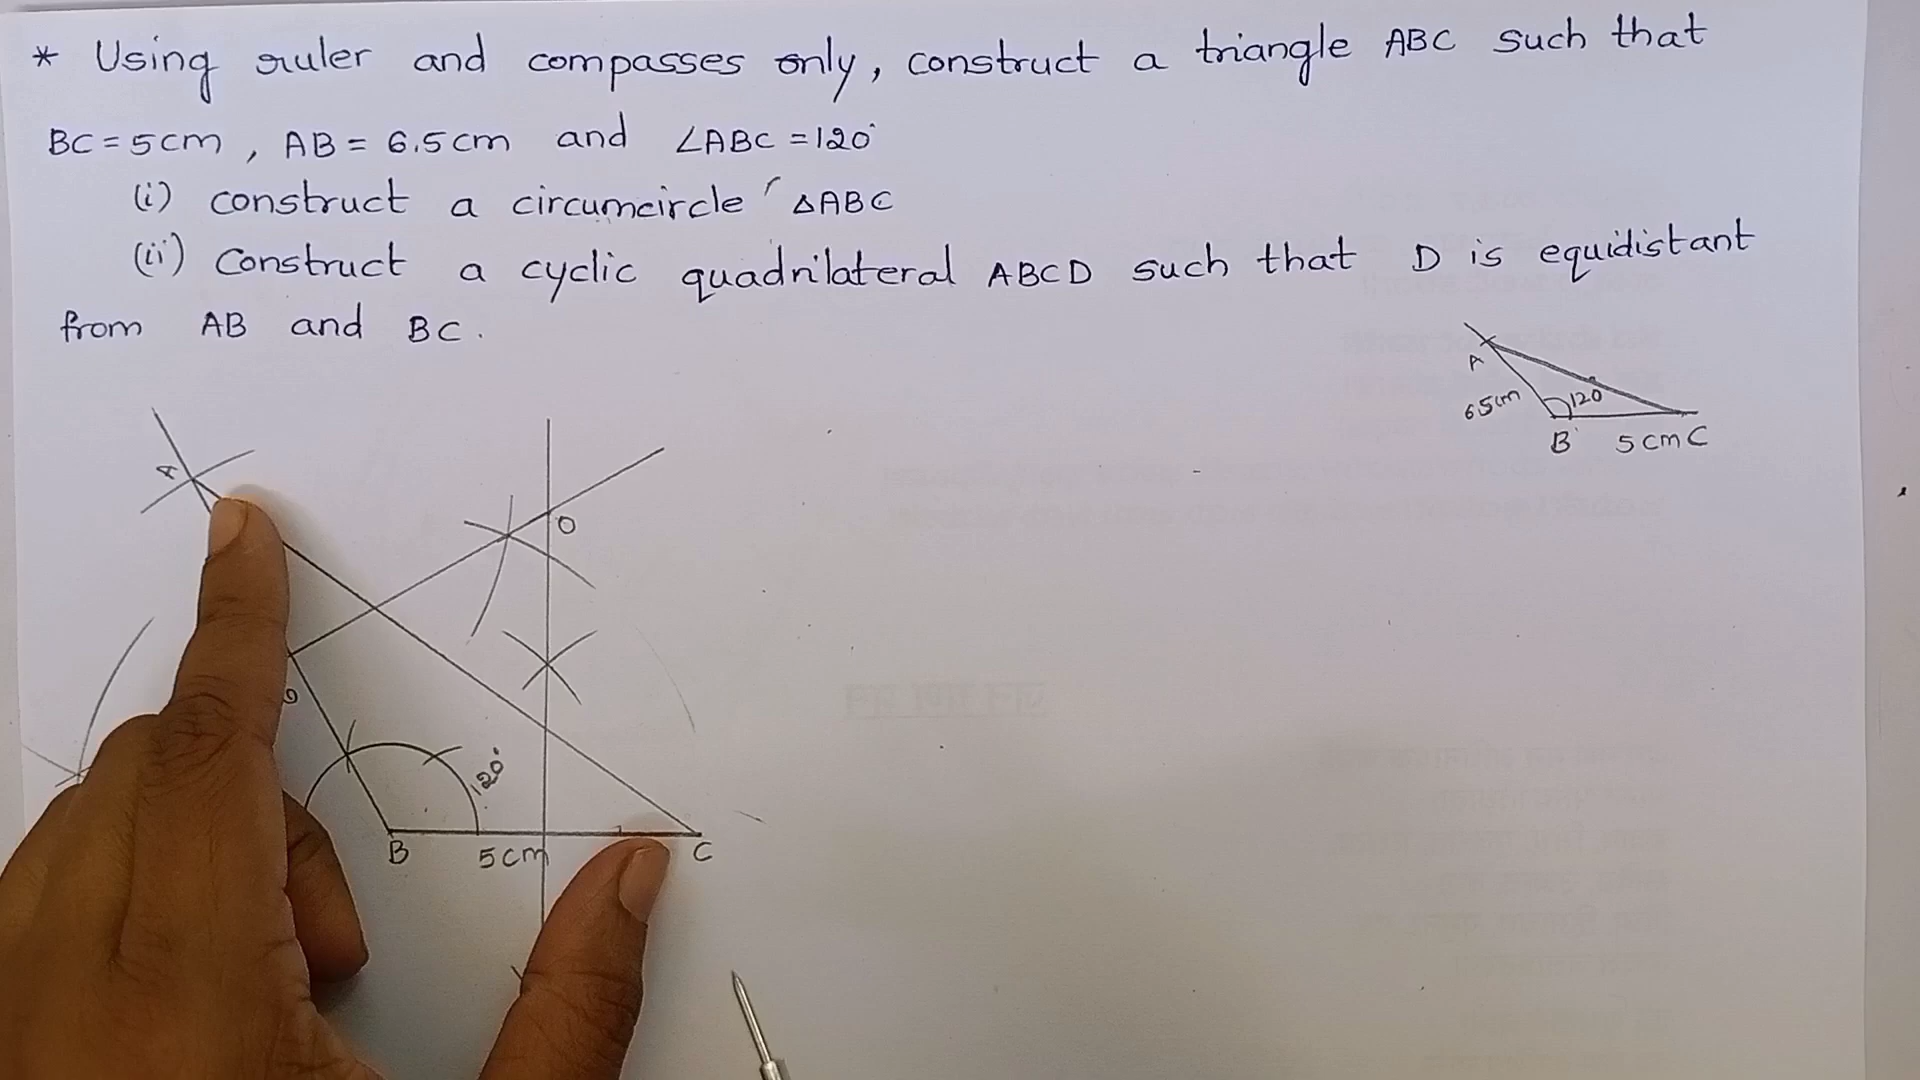 * Using ruler and compasses only, construct a triangle ABC such that
BC = 5cm, AB = 6.5cm and ∠ABC = 120°
(i) construct a circumcircle ΔABC
(ii) Construct a cyclic quadrilateral ABCD such that D is equidistant
from AB and BC.
A
6.5cm
120
B 5cm C
A
O
120°
B 5cm C